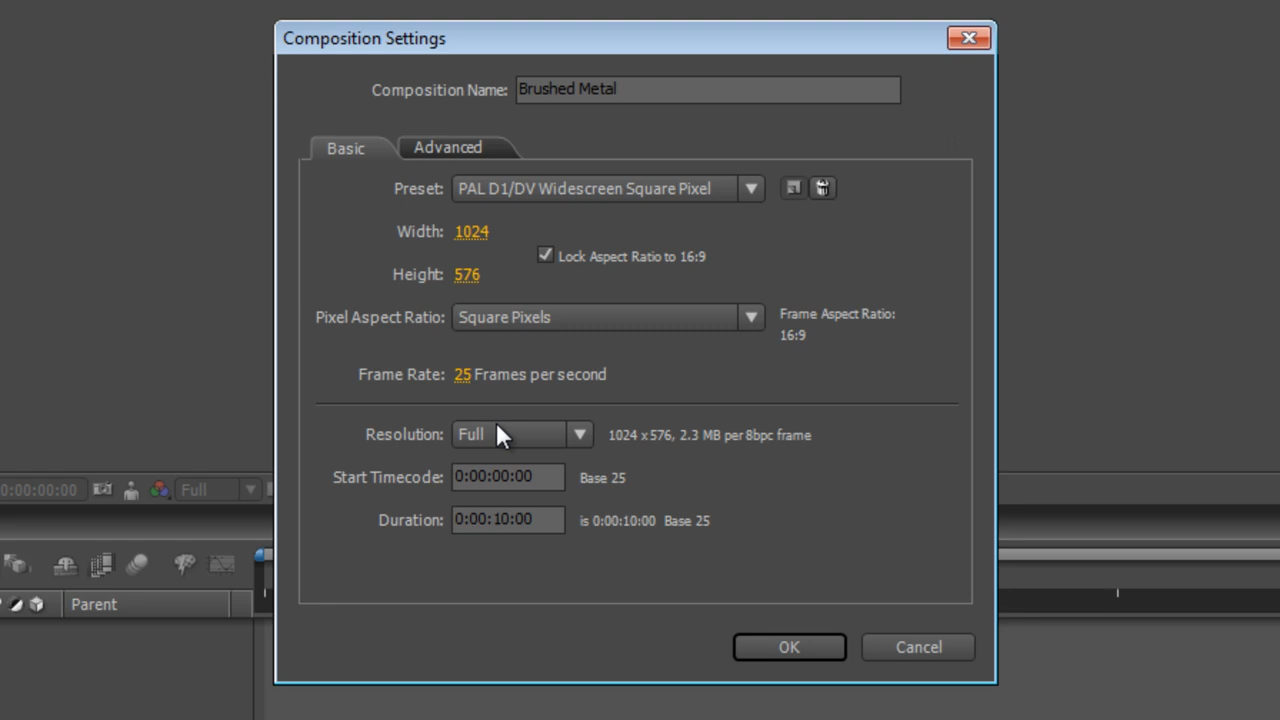 Composition Settings
Composition Name: Brushed Metal
Basic Advanced
Preset: PAL D1/DV Widescreen Square Pixel
Width: 1024
Lock Aspect Ratio to 16:9
Height: 576
Pixel Aspect Ratio: Square Pixels Frame Aspect Ratio:
16:9
Frame Rate: 25 Frames per second
Resolution: Full 1024 x 576, 2.3 MB per 8bpc frame
Start Timecode: 0:00:00:00 Base 25
0:00:00:00 Full
Duration: 0:00:10:00 is 0:00:10:00 Base 25
Parent
OK Cancel